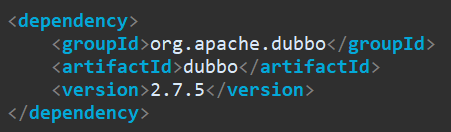 <dependency>
    <groupId>org.apache.dubbo</groupId>
    <artifactId>dubbo</artifactId>
    <version>2.7.5</version>
</dependency>